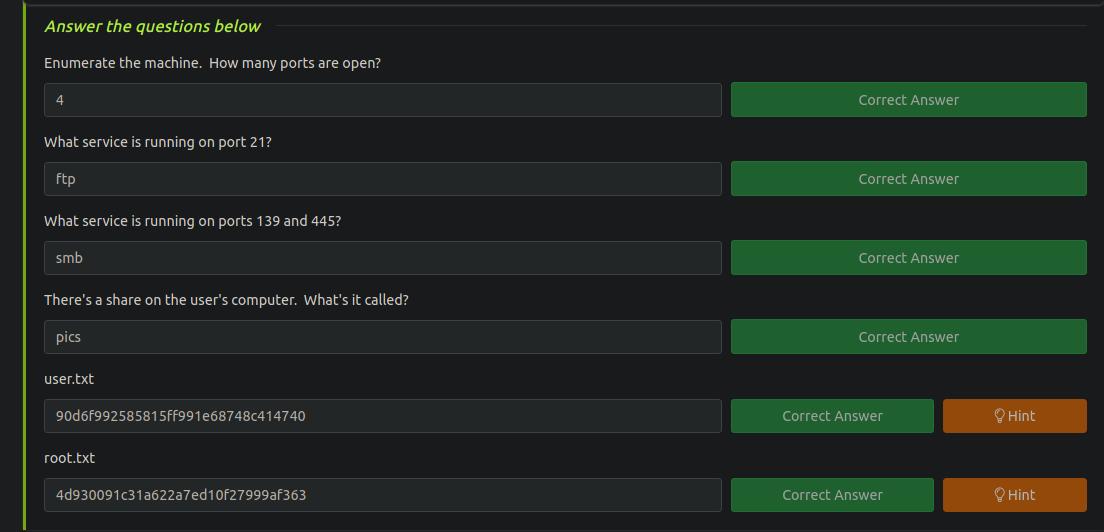 Answer the questions below
Enumerate the machine.  How many ports are open?
4
Correct Answer
What service is running on port 21?
ftp
Correct Answer
What service is running on ports 139 and 445?
smb
Correct Answer
There's a share on the user's computer.  What's it called?
pics
Correct Answer
user.txt
90d6f992585815ff991e68748c414740
Correct Answer
Hint
root.txt
4d930091c31a622a7ed10f27999af363
Correct Answer
Hint